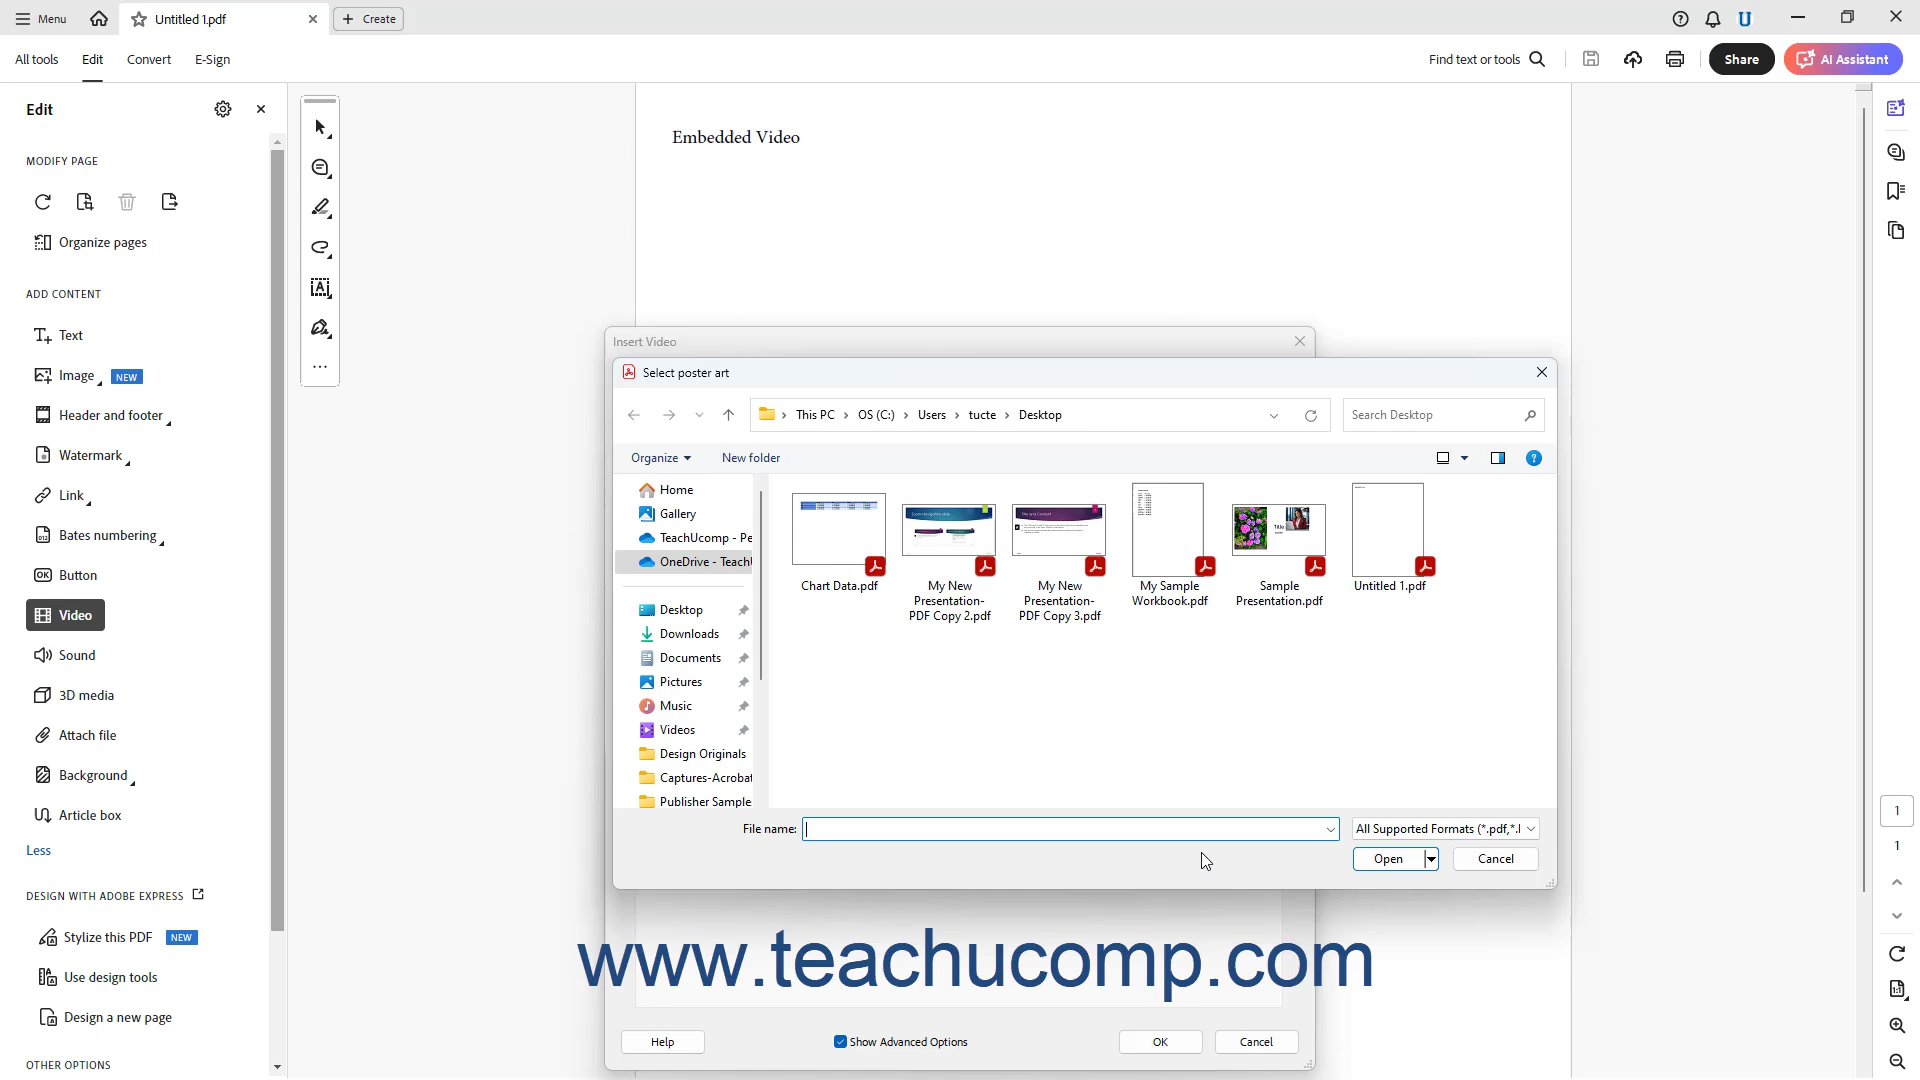 Menu
Untitled 1.pdf
Create
All tools
Edit
Convert
E-Sign
Find text or tools
Share
AI Assistant
Edit
MODIFY PAGE
Organize pages
ADD CONTENT
Text
Image NEW
Header and footer
Watermark
Link
Bates numbering
Button
Video
Sound
3D media
Attach file
Background
Article box
Less
DESIGN WITH ADOBE EXPRESS
Stylize this PDF NEW
Use design tools
Design a new page
OTHER OPTIONS
Embedded Video
Insert Video
Select poster art
This PC > OS (C:) > Users > tucte > Desktop
Search Desktop
Organize
New folder
Home
Gallery
TeachUcomp - Pe
OneDrive - TeachU
Desktop
Downloads
Documents
Pictures
Music
Videos
Design Originals
Captures-Acrobat
Publisher Sample
Chart Data.pdf
My New
Presentation-
PDF Copy 2.pdf
My New
Presentation-
PDF Copy 3.pdf
My Sample
Workbook.pdf
Sample
Presentation.pdf
Untitled 1.pdf
File name:
All Supported Formats (*.pdf,*.
Open
Cancel
www.teachucomp.com
Help
Show Advanced Options
OK
Cancel
1
1